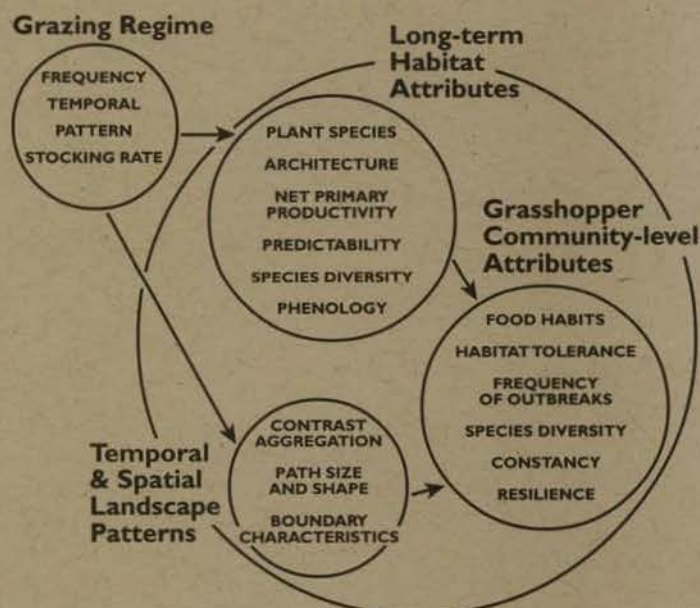 Grazing Regime
FREQUENCY
TEMPORAL
PATTERN
STOCKING RATE
Long-term
Habitat
Attributes
PLANT SPECIES
ARCHITECTURE
NET PRIMARY
PRODUCTIVITY
PREDICTABILITY
SPECIES DIVERSITY
PHENOLOGY
Grasshopper
Community-level
Attributes
FOOD HABITS
HABITAT TOLERANCE
FREQUENCY
OF OUTBREAKS
SPECIES DIVERSITY
CONSTANCY
RESILIENCE
Temporal
& Spatial
Landscape
Patterns
CONTRAST
AGGREGATION
PATH SIZE
AND SHAPE
BOUNDARY
CHARACTERISTICS